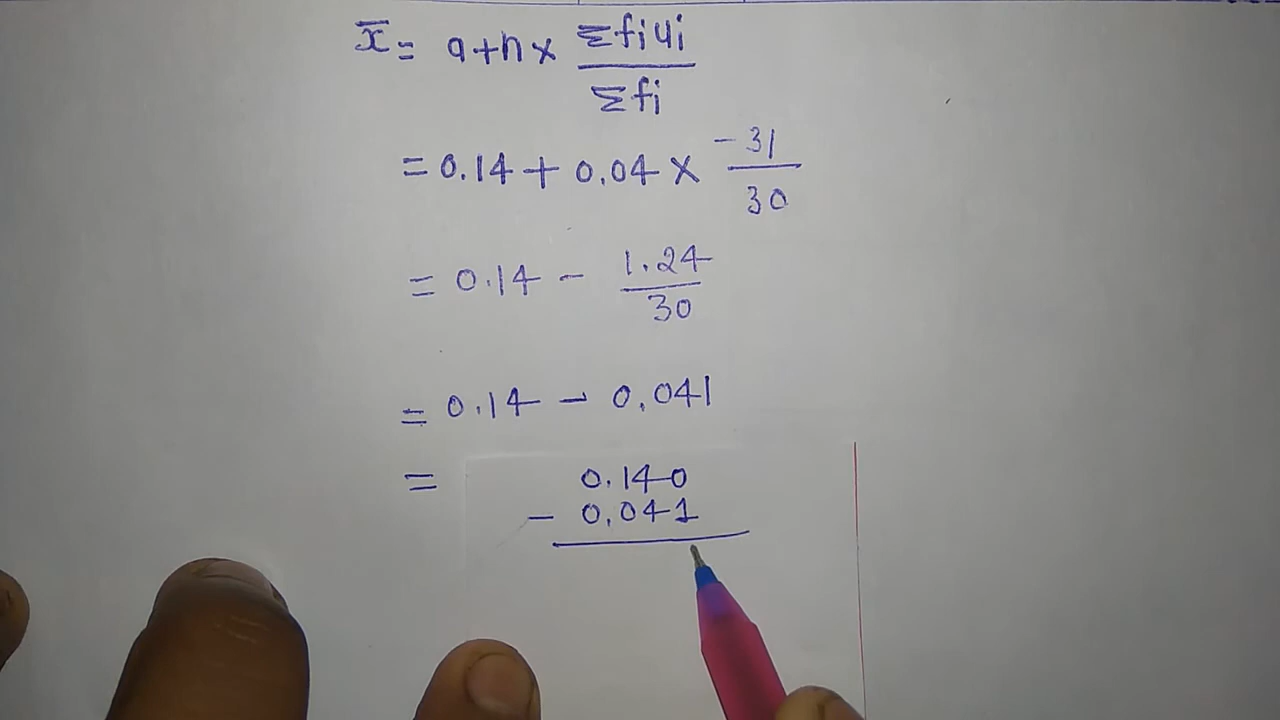 x̄ = a+h× Σfiui / Σfi
= 0.14 + 0.04 × -31 / 30
= 0.14 - 1.24 / 30
= 0.14 - 0.041
= 0.140
- 0.041